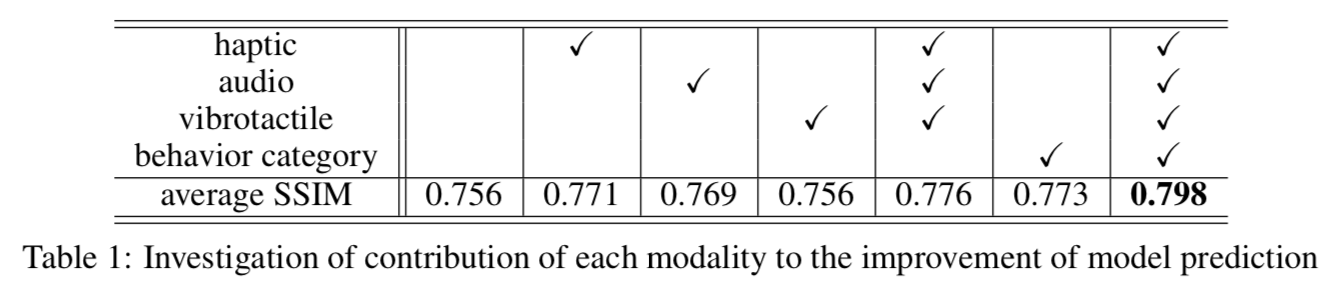 haptic ✓ ✓ ✓
audio ✓ ✓ ✓
vibrotactile ✓ ✓ ✓
behavior category ✓ ✓
average SSIM 0.756 0.771 0.769 0.756 0.776 0.773 0.798
Table 1: Investigation of contribution of each modality to the improvement of model prediction